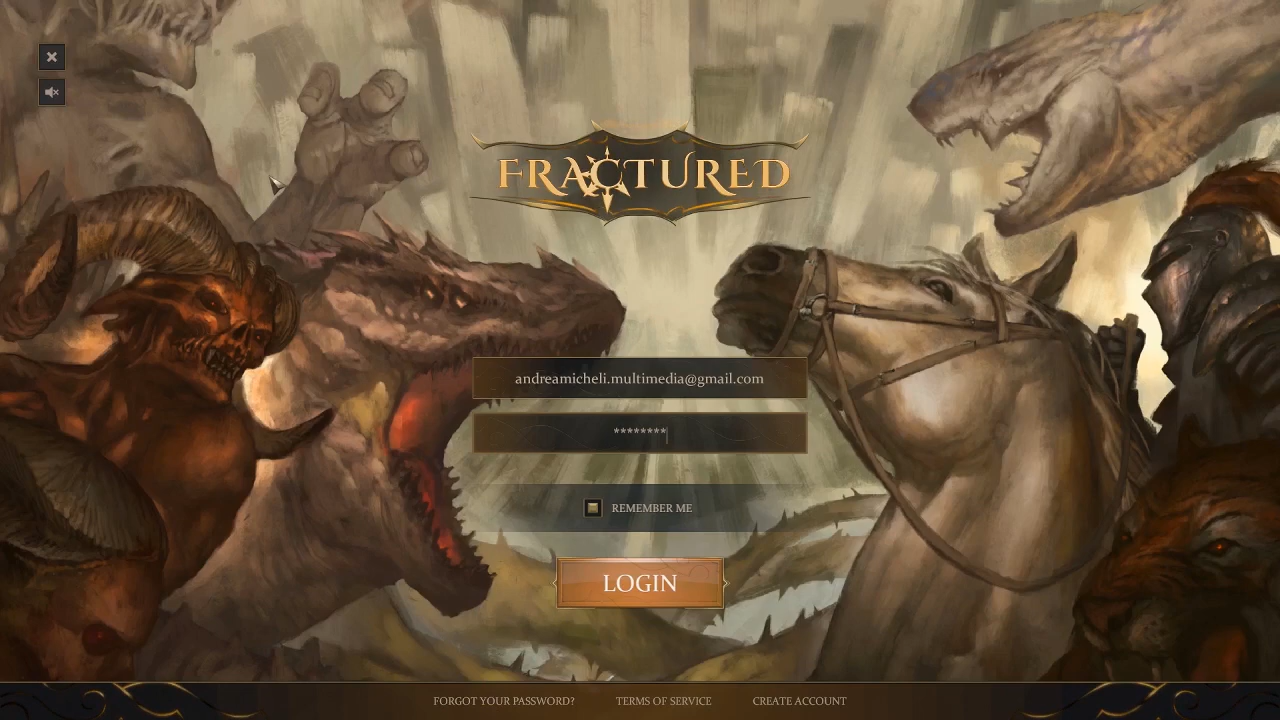 FRACTURED
andreamicheli.multimedia@gmail.com
********
REMEMBER ME
LOGIN
FORGOT YOUR PASSWORD? TERMS OF SERVICE CREATE ACCOUNT